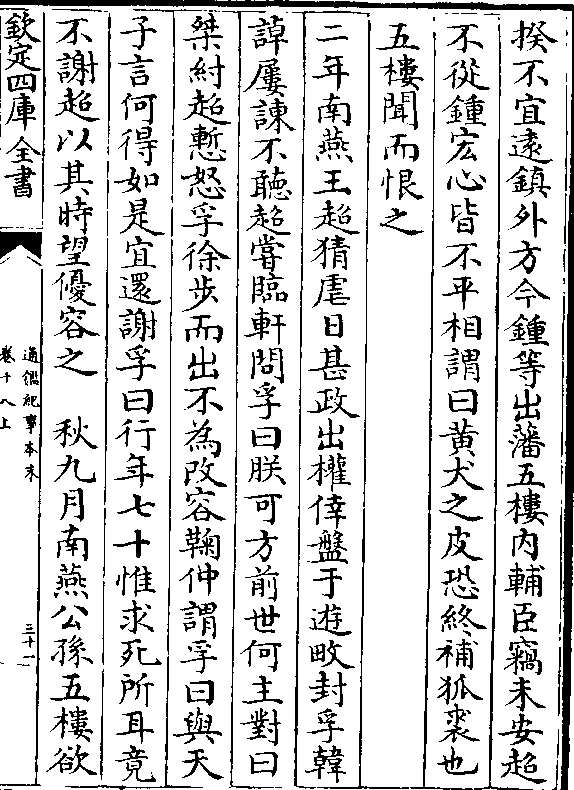 揆不宜遠鎮外方今鍾等出藩五樓内輔臣竊未安超
不從鍾宏心皆不平相謂曰黄犬之皮恐終補狐裘也
五樓聞而恨之
二年南燕王超猜虐日甚政出權倖盤于遊畋封孚韓
𧨳屢諫不聽超嘗臨軒問孚曰朕可方前世何主對曰
桀紂超慙怒孚徐步而出不為改容鞠仲謂孚曰與天
子言何得如是宜還謝孚曰行年七十惟求死所耳竟
不謝超以其時望優容之　秋九月南燕公孫五樓欲
欽定四庫全書
通鑑紀事本末
卷十八上
三十一